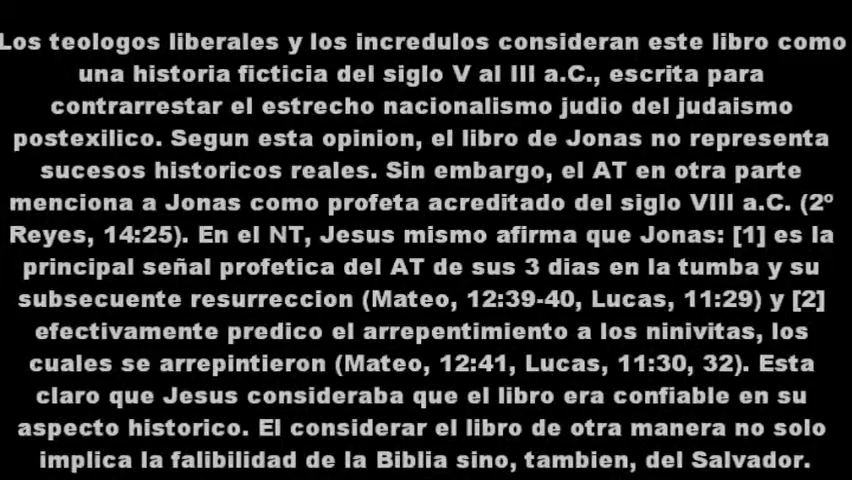 Los teologos liberales y los incredulos consideran este libro como
una historia ficticia del siglo V al III a.C., escrita para
contrarrestar el estrecho nacionalismo judio del judaismo
postexilico. Segun esta opinion, el libro de Jonas no representa
sucesos historicos reales. Sin embargo, el AT en otra parte
menciona a Jonas como profeta acreditado del siglo VIII a.C. (2º
Reyes, 14:25). En el NT, Jesus mismo afirma que Jonas: [1] es la
principal señal profetica del AT de sus 3 dias en la tumba y su
subsecuente resurreccion (Mateo, 12:39-40, Lucas, 11:29) y [2]
efectivamente predico el arrepentimiento a los ninivitas, los
cuales se arrepintieron (Mateo, 12:41, Lucas, 11:30, 32). Esta
claro que Jesus consideraba que el libro era confiable en su
aspecto historico. El considerar el libro de otra manera no solo
implica la falibilidad de la Biblia sino, tambien, del Salvador.